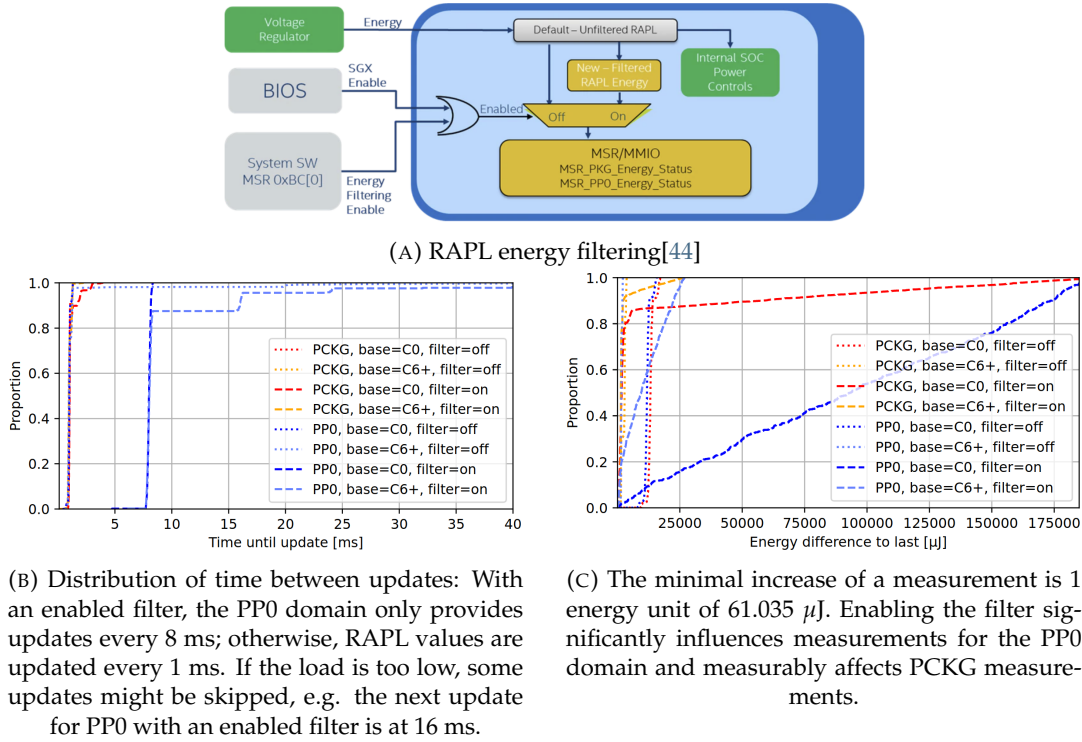 Voltage
Regulator
Energy
Default – Unfiltered RAPL
New – Filtered
RAPL Energy
Internal SOC
Power
Controls
BIOS
SGX
Enable
Enabled
Off
On
System SW
MSR 0xBC[0]
Energy
Filtering
Enable
MSR/MMIO
MSR_PKG_Energy_Status
MSR_PP0_Energy_Status
(A) RAPL energy filtering[44]
1.0
0.8
0.6
0.4
0.2
0.0
Proportion
PCKG, base=C0, filter=off
PCKG, base=C6+, filter=off
PCKG, base=C0, filter=on
PCKG, base=C6+, filter=on
PP0, base=C0, filter=off
PP0, base=C6+, filter=off
PP0, base=C0, filter=on
PP0, base=C6+, filter=on
5 10 15 20 25 30 35 40
Time until update [ms]
1.0
0.8
0.6
0.4
0.2
0.0
Proportion
PCKG, base=C0, filter=off
PCKG, base=C6+, filter=off
PCKG, base=C0, filter=on
PCKG, base=C6+, filter=on
PP0, base=C0, filter=off
PP0, base=C6+, filter=off
PP0, base=C0, filter=on
PP0, base=C6+, filter=on
25000 50000 75000 100000 125000 150000 175000
Energy difference to last [μJ]
(B) Distribution of time between updates: With
an enabled filter, the PP0 domain only provides
updates every 8 ms; otherwise, RAPL values are
updated every 1 ms. If the load is too low, some
updates might be skipped, e.g. the next update
for PP0 with an enabled filter is at 16 ms.
(C) The minimal increase of a measurement is 1
energy unit of 61.035 μJ. Enabling the filter sig-
nificantly influences measurements for the PP0
domain and measurably affects PCKG measure-
ments.